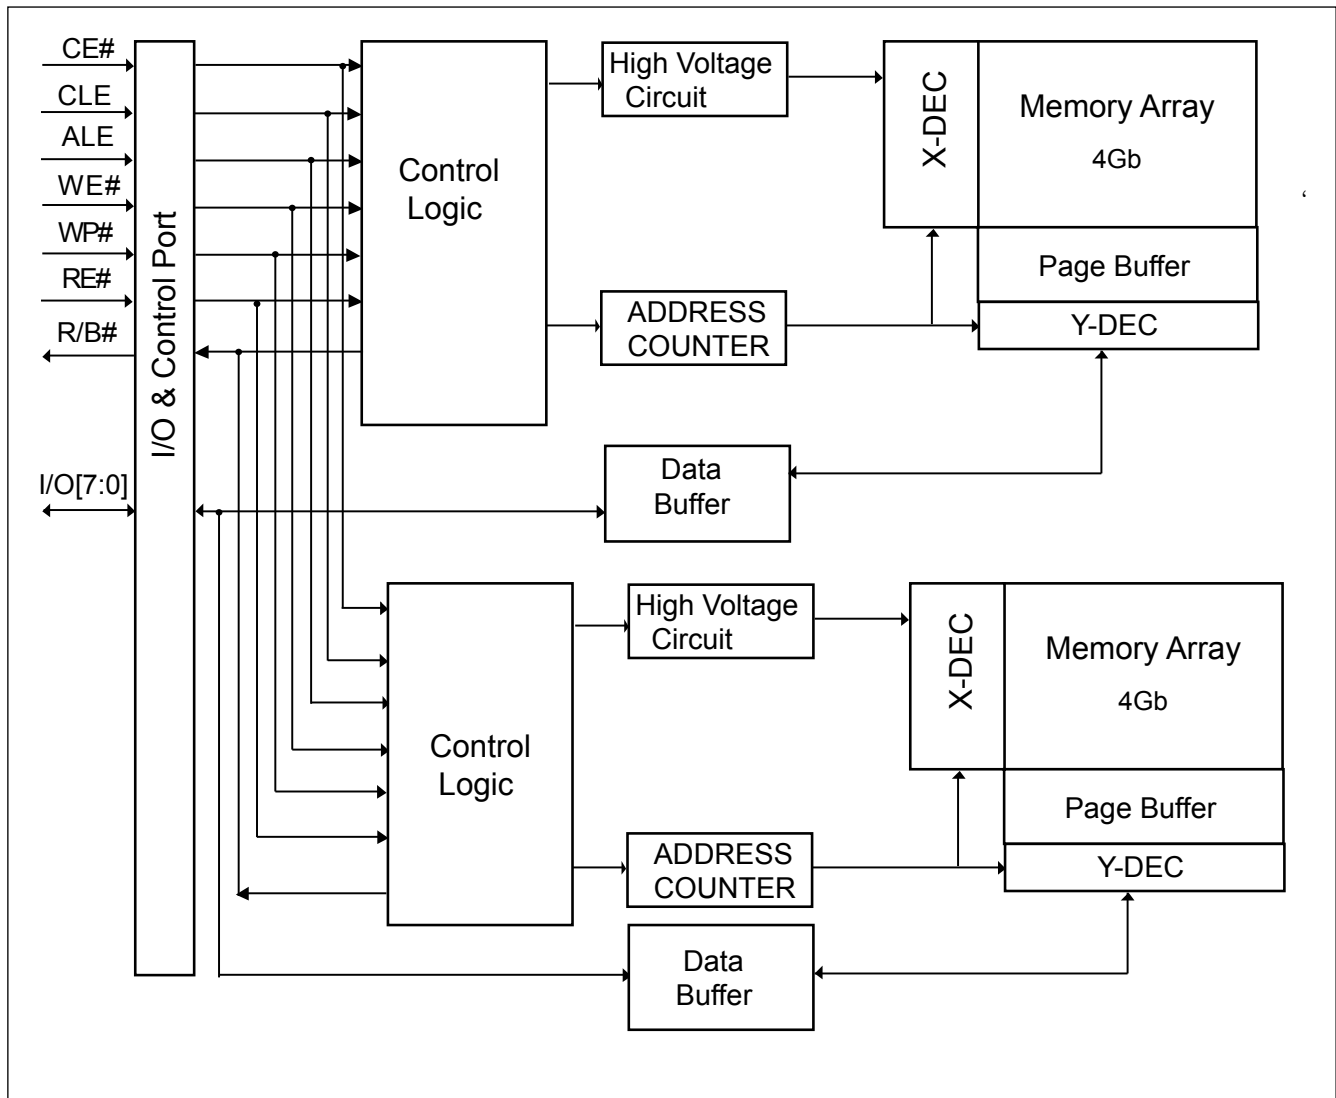 CE#
CLE
ALE
WE#
WP#
RE#
R/B#
I/O[7:0]
I/O & Control Port
Control
Logic
High Voltage
Circuit
ADDRESS
COUNTER
Data
Buffer
X-DEC
Memory Array
4Gb
Page Buffer
Y-DEC
‘
Control
Logic
High Voltage
Circuit
ADDRESS
COUNTER
Data
Buffer
X-DEC
Memory Array
4Gb
Page Buffer
Y-DEC